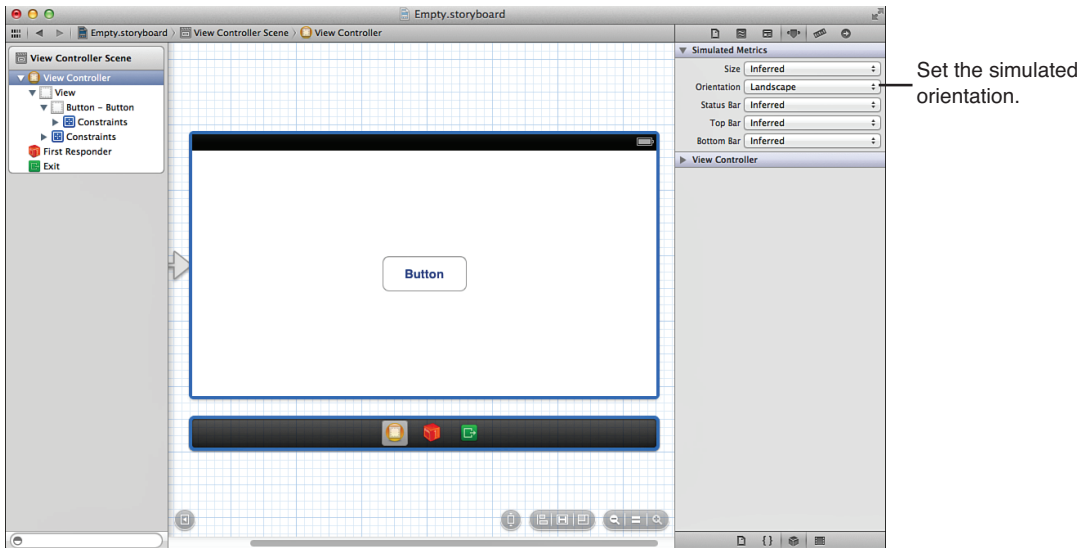 Empty.storyboard
Empty.storyboard
View Controller Scene
View Controller
View Controller Scene
View Controller
View
Button – Button
Constraints
Constraints
First Responder
Exit
Button
Simulated Metrics
Size Inferred
Orientation Landscape
Status Bar Inferred
Top Bar Inferred
Bottom Bar Inferred
View Controller
Set the simulated
orientation.